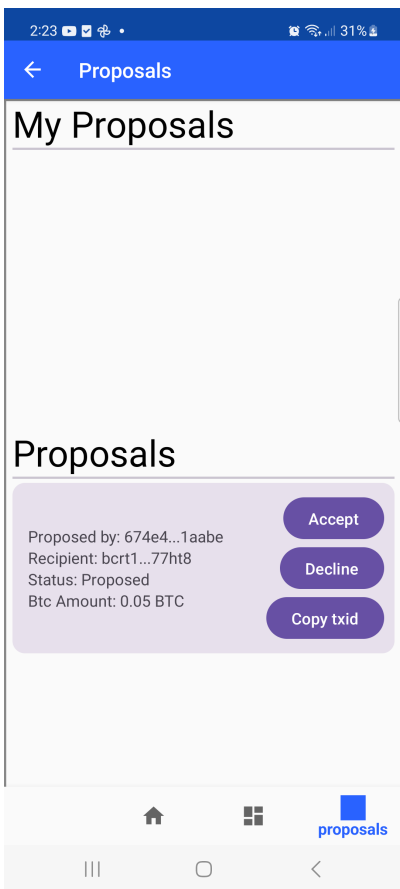 2:23
31%
Proposals
My Proposals
Proposals
Proposed by: 674e4...1aabe
Recipient: bcrt1...77ht8
Status: Proposed
Btc Amount: 0.05 BTC
Accept
Decline
Copy txid
proposals